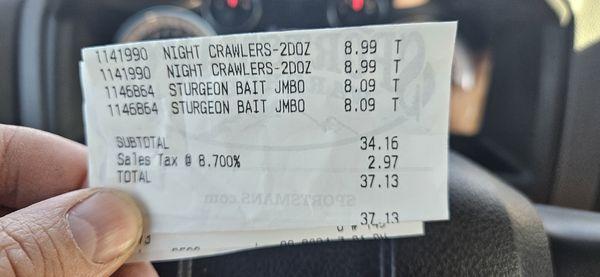 1141990 NIGHT CRAWLERS-2DOZ 8.99 T
1141990 NIGHT CRAWLERS-2DOZ 8.99 T
1146864 STURGEON BAIT JMBO 8.09 T
1146864 STURGEON BAIT JMBO 8.09 T
SUBTOTAL 34.16
Sales Tax @ 8.700% 2.97
TOTAL 37.13
SPORTSMANS.com
37.13